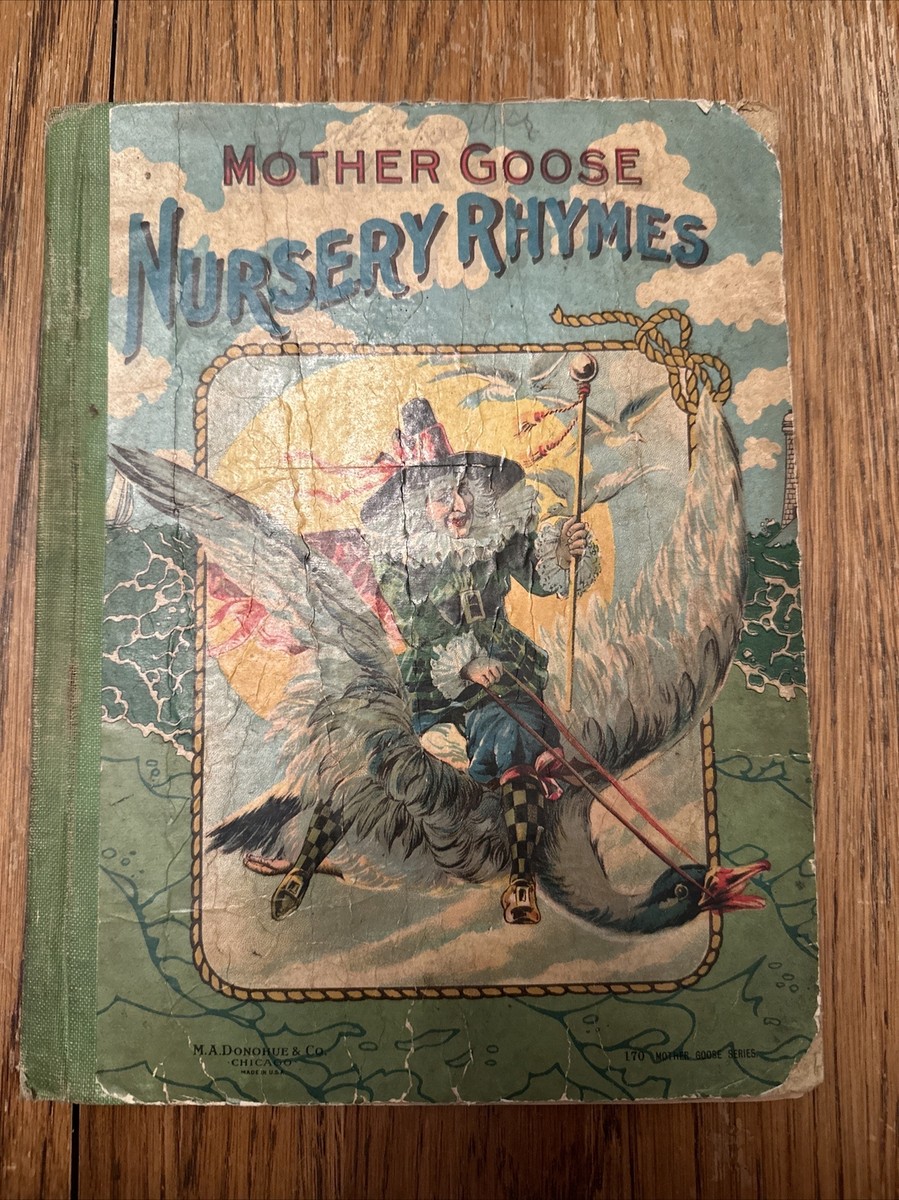 MOTHER GOOSE
NURSERY RHYMES
M.A. DONOHUE & CO.
CHICAGO
MADE IN U.S.A.
170 MOTHER GOOSE SERIES